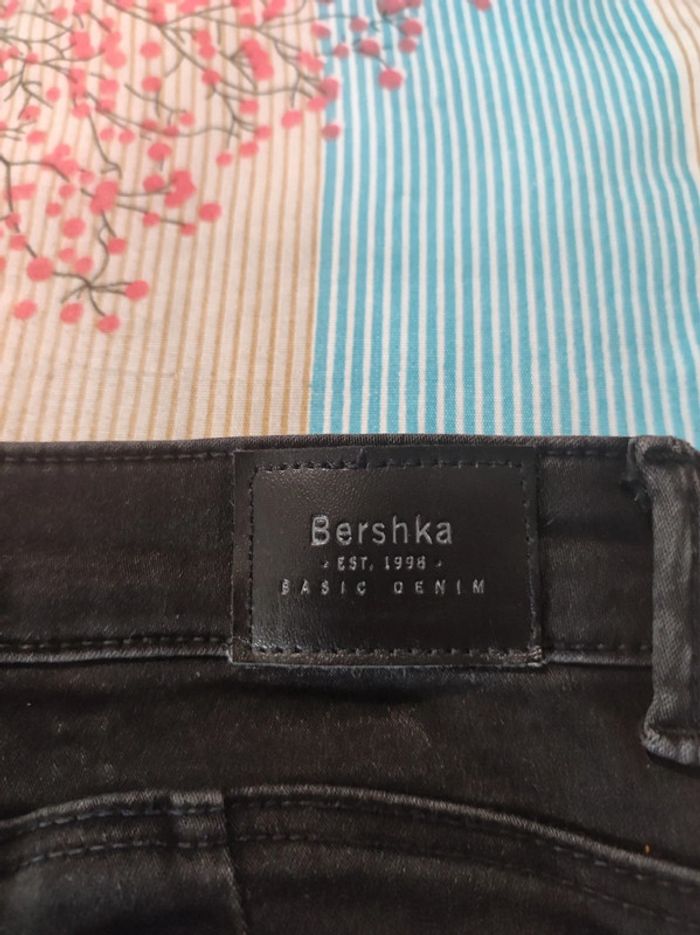 Bershka
- EST. 1998 -
BASIC DENIM